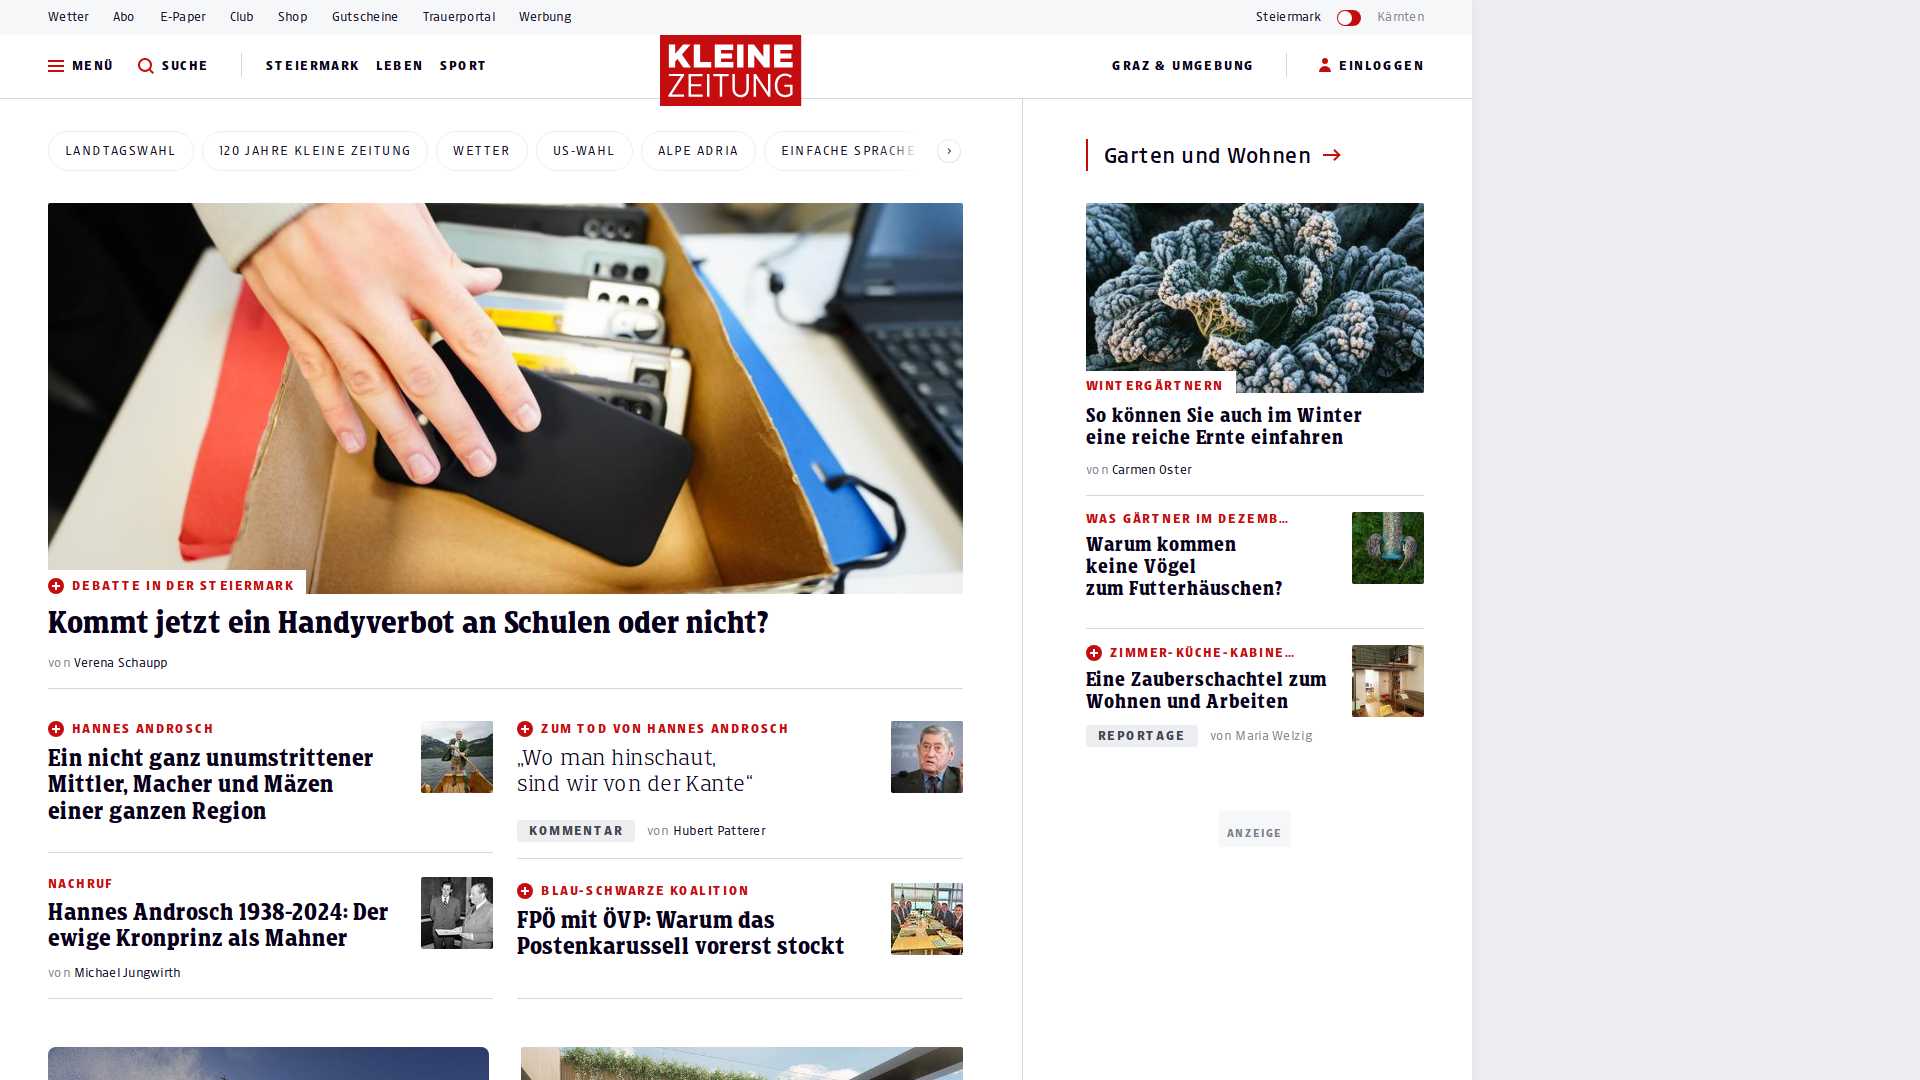 Wetter Abo E-Paper Club Shop Gutscheine Trauerportal Werbung
Steiermark Kärnten
MENÜ SUCHE STEIERMARK LEBEN SPORT
KLEINE
ZEITUNG
GRAZ & UMGEBUNG EINLOGGEN
LANDTAGSWAHL 120 JAHRE KLEINE ZEITUNG WETTER US-WAHL ALPE ADRIA EINFACHE SPRACHE
DEBATTE IN DER STEIERMARK
Kommt jetzt ein Handyverbot an Schulen oder nicht?
von Verena Schaupp
HANNES ANDROSCH
Ein nicht ganz unumstrittener
Mittler, Macher und Mäzen
einer ganzen Region
ZUM TOD VON HANNES ANDROSCH
„Wo man hinschaut,
sind wir von der Kante“
KOMMENTAR von Hubert Patterer
NACHRUF
Hannes Androsch 1938-2024: Der
ewige Kronprinz als Mahner
von Michael Jungwirth
BLAU-SCHWARZE KOALITION
FPÖ mit ÖVP: Warum das
Postenkarussell vorerst stockt
Garten und Wohnen
WINTERGÄRTNERN
So können Sie auch im Winter
eine reiche Ernte einfahren
von Carmen Oster
WAS GÄRTNER IM DEZEMB…
Warum kommen
keine Vögel
zum Futterhäuschen?
ZIMMER-KÜCHE-KABINE…
Eine Zauberschachtel zum
Wohnen und Arbeiten
REPORTAGE von Maria Welzig
ANZEIGE